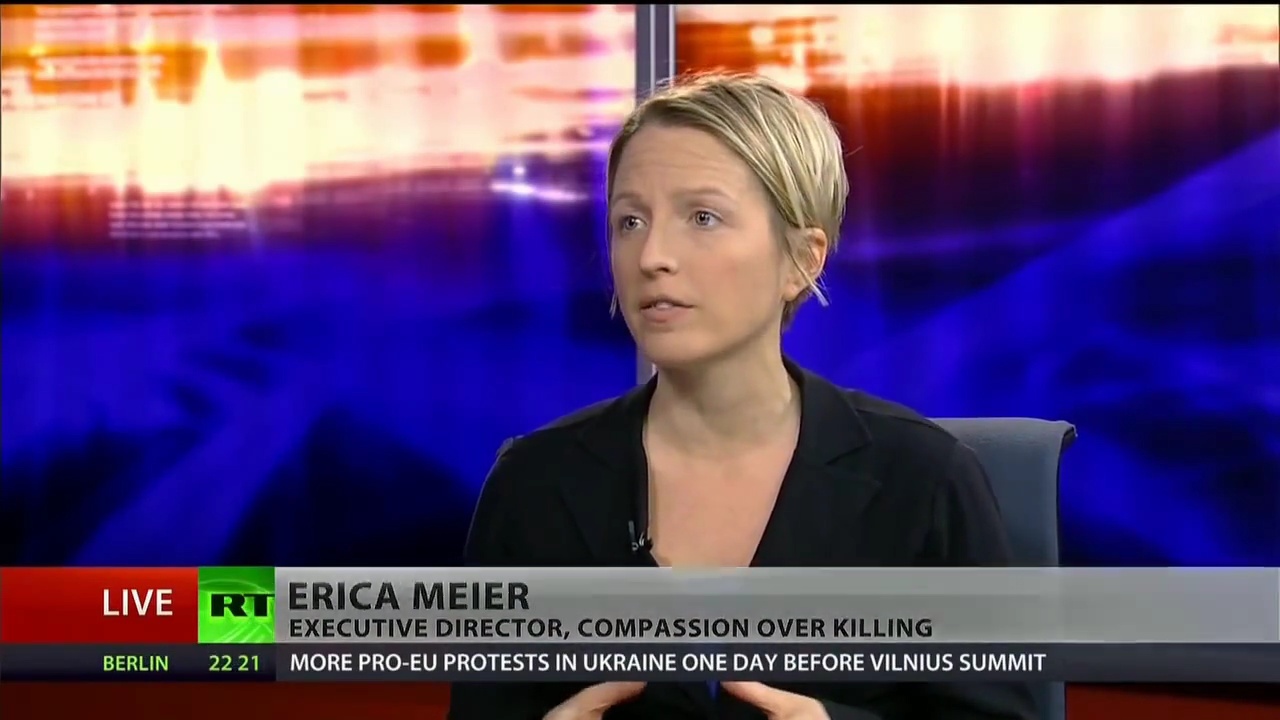 LIVE
RT
ERICA MEIER
EXECUTIVE DIRECTOR, COMPASSION OVER KILLING
BERLIN 22 21 MORE PRO-EU PROTESTS IN UKRAINE ONE DAY BEFORE VILNIUS SUMMIT